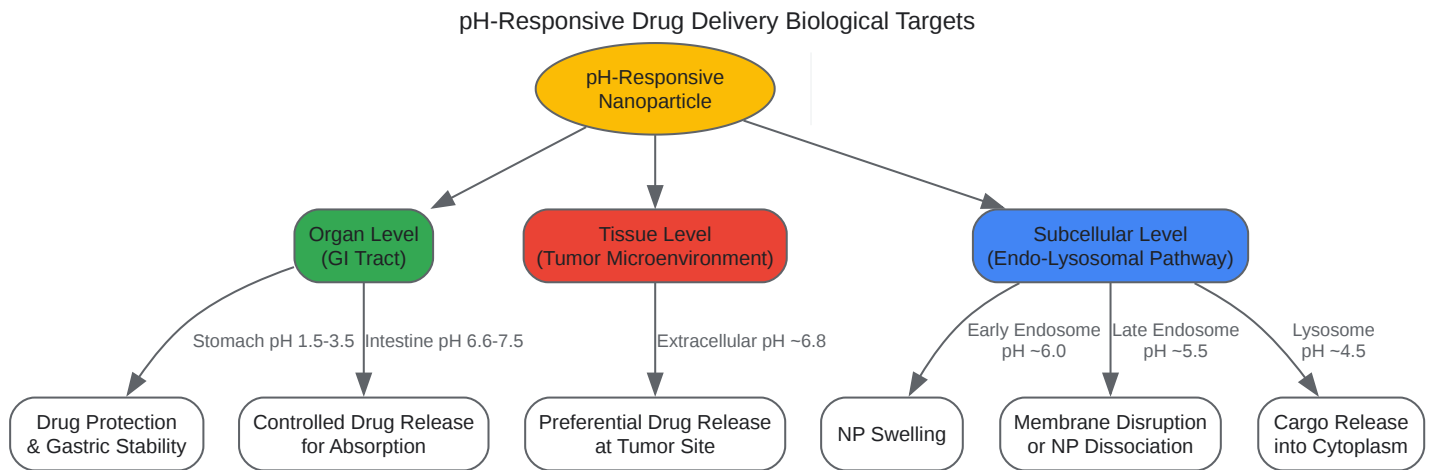 pH-Responsive Drug Delivery Biological Targets
pH-Responsive
Nanoparticle
Organ Level
(GI Tract)
Tissue Level
(Tumor Microenvironment)
Subcellular Level
(Endo-Lysosomal Pathway)
Stomach pH 1.5-3.5
Intestine pH 6.6-7.5
Extracellular pH ~6.8
Early Endosome
pH ~6.0
Late Endosome
pH ~5.5
Lysosome
pH ~4.5
Drug Protection
& Gastric Stability
Controlled Drug Release
for Absorption
Preferential Drug Release
at Tumor Site
NP Swelling
Membrane Disruption
or NP Dissociation
Cargo Release
into Cytoplasm